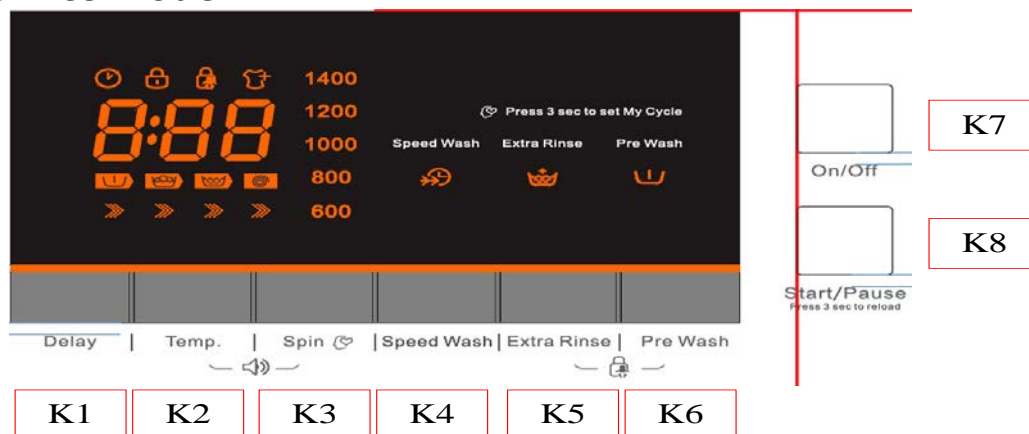 1400
8:88
1200
Press 3 sec to set My Cycle
1000
Speed Wash Extra Rinse Pre Wash
800
600
K7
On/Off
K8
Start/Pause
Press 3 sec to reload
Delay | Temp. | Spin | Speed Wash | Extra Rinse | Pre Wash
K1 K2 K3 K4 K5 K6